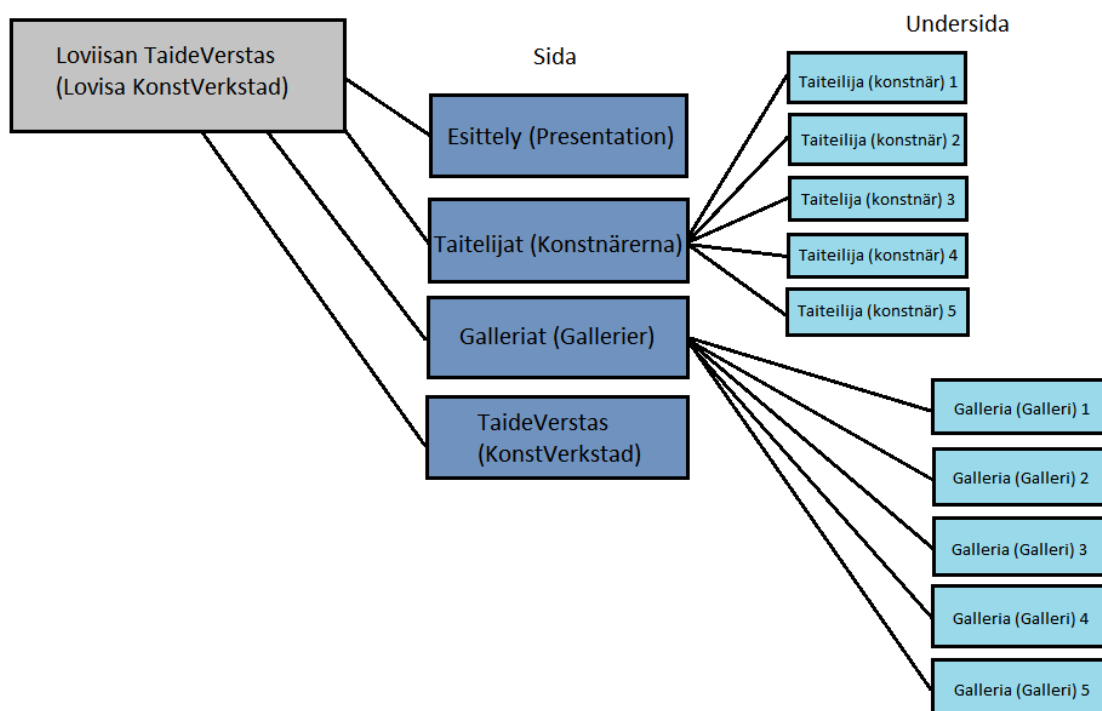 Undersida
Sida
Loviisan TaideVerstas
(Lovisa KonstVerkstad)
Esittely (Presentation)
Taitelijat (Konstnärerna)
Galleriat (Gallerier)
TaideVerstas
(KonstVerkstad)
Taiteilija (konstnär) 1
Taiteilija (konstnär) 2
Taiteilija (konstnär) 3
Taiteilija (konstnär) 4
Taiteilija (konstnär) 5
Galleria (Galleri) 1
Galleria (Galleri) 2
Galleria (Galleri) 3
Galleria (Galleri) 4
Galleria (Galleri) 5